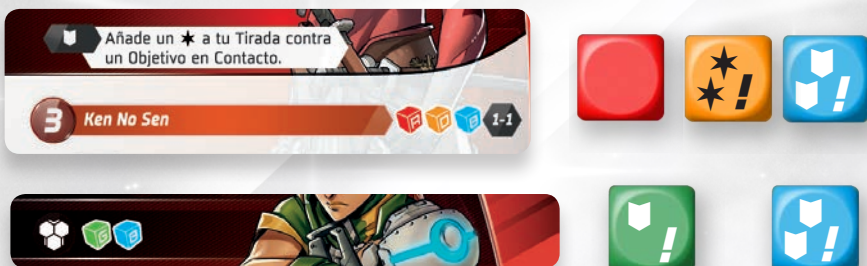 Añade un ✶ a tu Tirada contra
un Objetivo en Contacto.
3 Ken No Sen R O B 1-1
! !
G B ! !